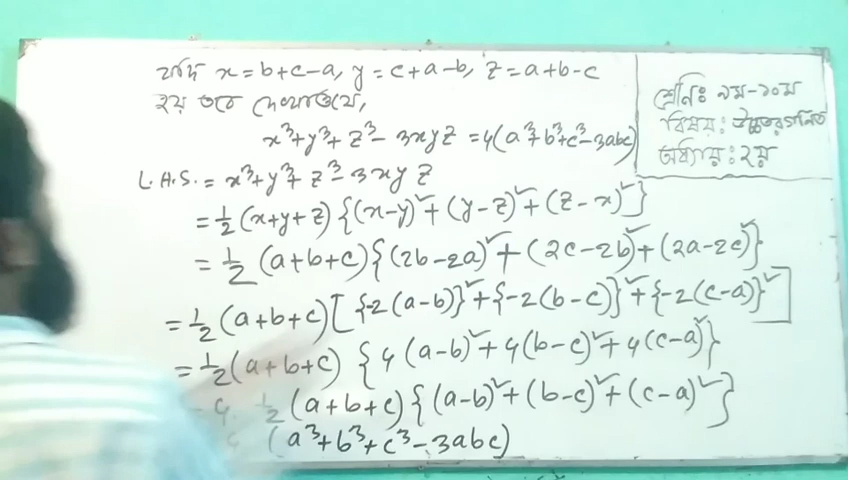 যদি x = b+c-a, y = c+a-b, z = a+b-c
হয় তবে দেখাওযে,
x³+y³+z³-3xyz = 4(a³+b³+c³-3abc)
L.H.S. = x³+y³+z³-3xyz
= ½ (x+y+z) {(x-y)²+(y-z)²+(z-x)²}
= ½ (a+b+c) {(2b-2a)²+(2c-2b)²+(2a-2c)²}
= ½ (a+b+c) [{-2(a-b)}²+{-2(b-c)}²+{-2(c-a)}²]
= ½ (a+b+c) {4(a-b)²+4(b-c)²+4(c-a)²}
4. ½ (a+b+c) {(a-b)²+(b-c)²+(c-a)²}
(a³+b³+c³-3abc)
শ্রেনিঃ ৯ম-১০ম
বিষয়ঃ উচ্চতরগনিত
অধ্যায়ঃ ২য়